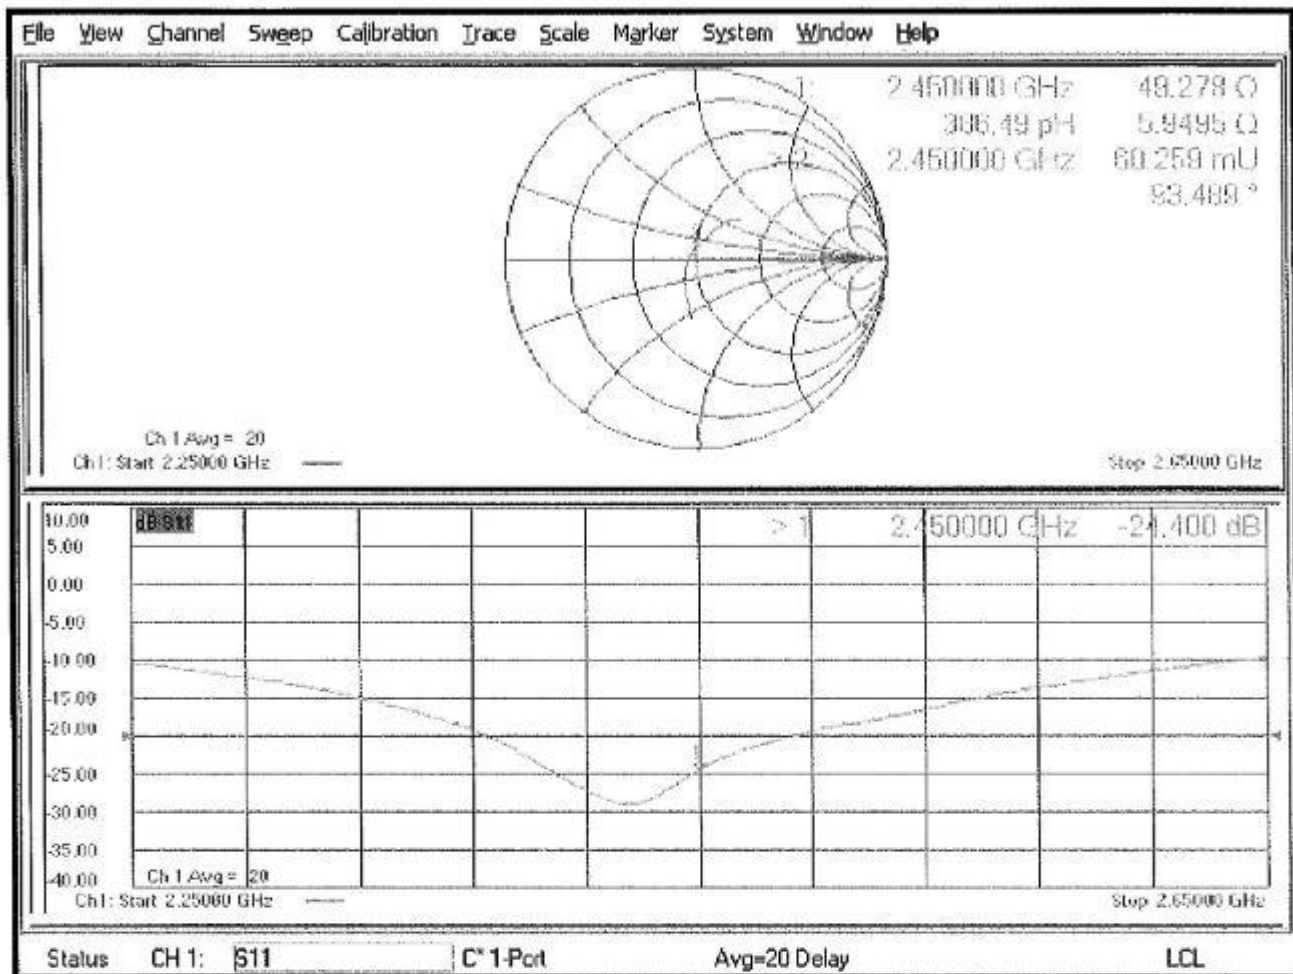 File View Channel Sweep Calibration Trace Scale Marker System Window Help
1: 2.450000 GHz 49.278 Ω
386.49 pH 5.9495 Ω
> 2: 2.450000 GHz 60.259 mU
93.489 °
Ch 1 Avg = 20
Ch1: Start 2.25000 GHz Stop 2.65000 GHz
10.00 dB S11 > 1: 2.450000 GHz -24.400 dB
5.00
0.00
-5.00
-10.00
-15.00
-20.00
-25.00
-30.00
-35.00
-40.00
Ch 1 Avg = 20
Ch1: Start 2.25000 GHz Stop 2.65000 GHz
Status CH 1: S11 C* 1-Port Avg=20 Delay LCL